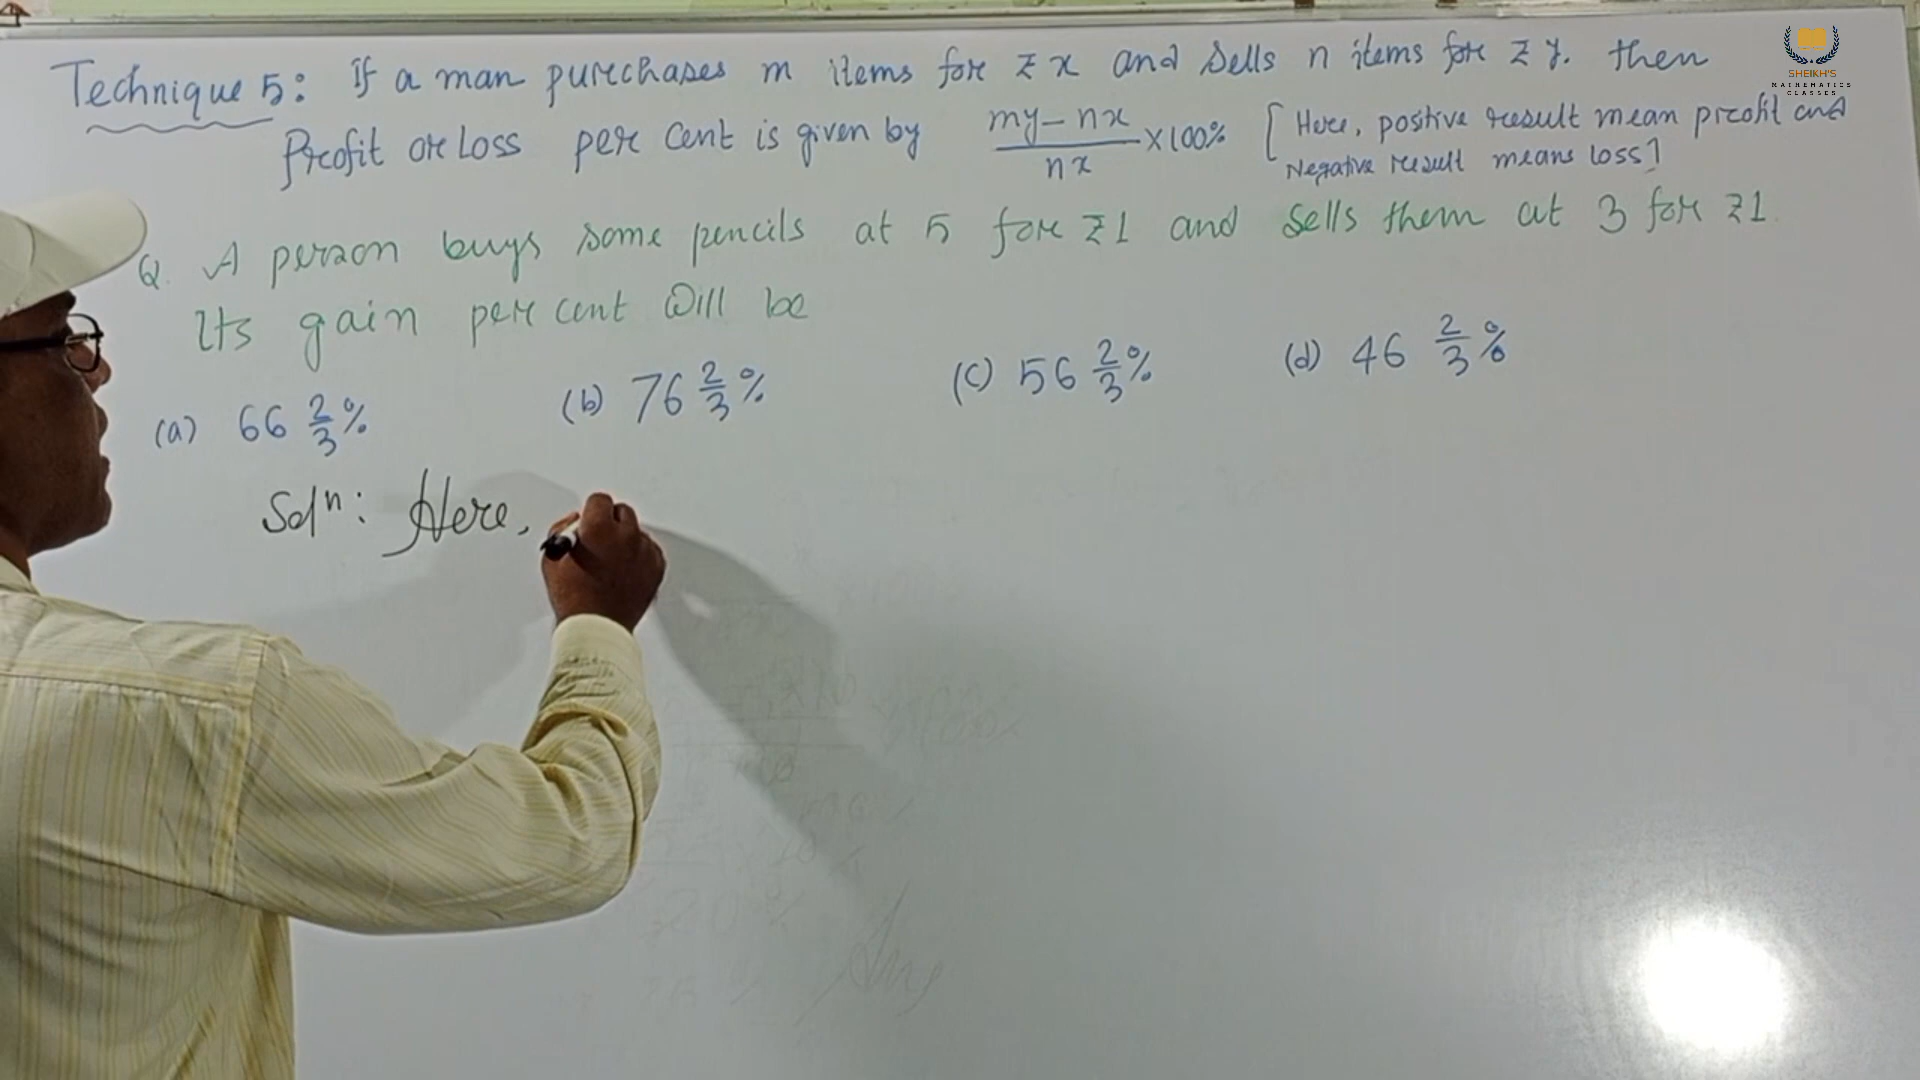 SHEIKH'S
MATHEMATICS
CLASSES
Technique 5: If a man purchases m items for ₹ x and sells n items for ₹ y. then
Profit or Loss per cent is given by my - nx / nx × 100% [Here, positive result mean profit and
Negative result means loss]
Q. A person buys some pencils at 5 for ₹1 and sells them at 3 for ₹1.
Its gain per cent will be
(a) 66 2/3 % (b) 76 2/3 % (c) 56 2/3 % (d) 46 2/3 %
Solⁿ: Here,
Ans